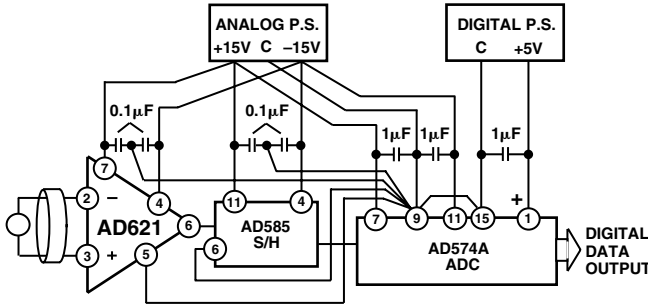 ANALOG P.S.
+15V C –15V
DIGITAL P.S.
C +5V
0.1µF
0.1µF
1µF 1µF
1µF
7
2
–
4
AD621
6
3
+
5
11
4
AD585
S/H
6
7
9
11
15
+
1
AD574A
ADC
DIGITAL
DATA
OUTPUT